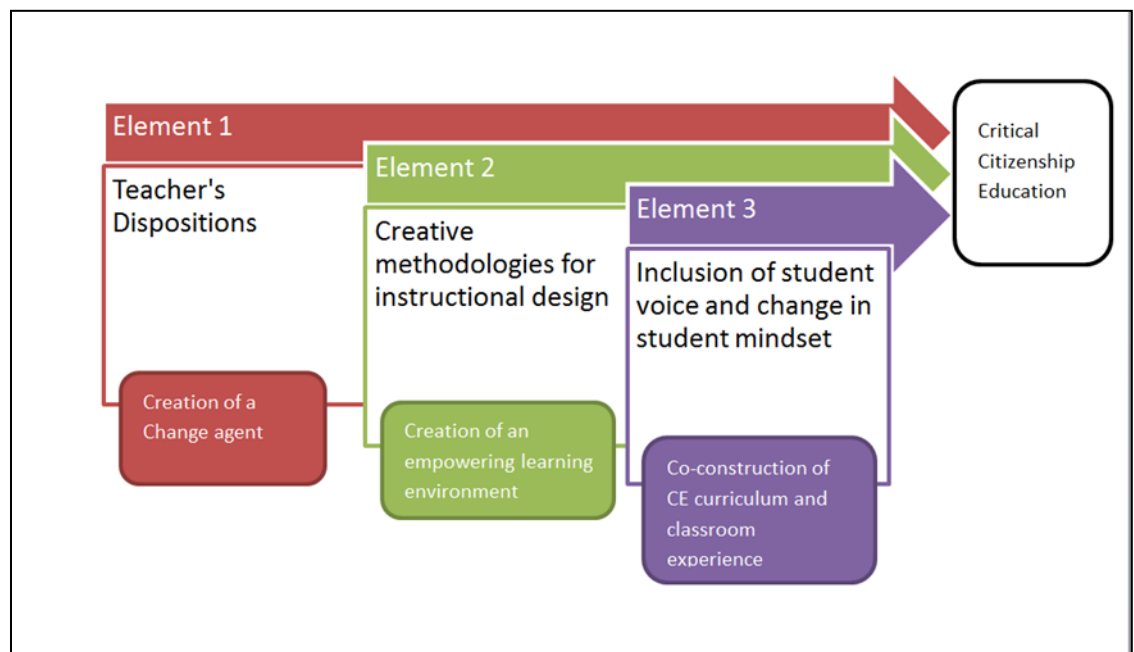 Element 1
Teacher's
Dispositions
Creation of a
Change agent
Element 2
Creative
methodologies for
instructional design
Creation of an
empowering learning
environment
Element 3
Inclusion of student
voice and change in
student mindset
Co-construction of
CE curriculum and
classroom
experience
Critical
Citizenship
Education